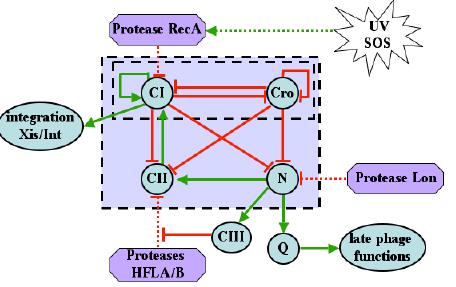 Protease RecA
UV
SOS
CI
Cro
integration
Xis/Int
CII
N
Protease Lon
CIII
Q
late phage
functions
Proteases
HFLA/B